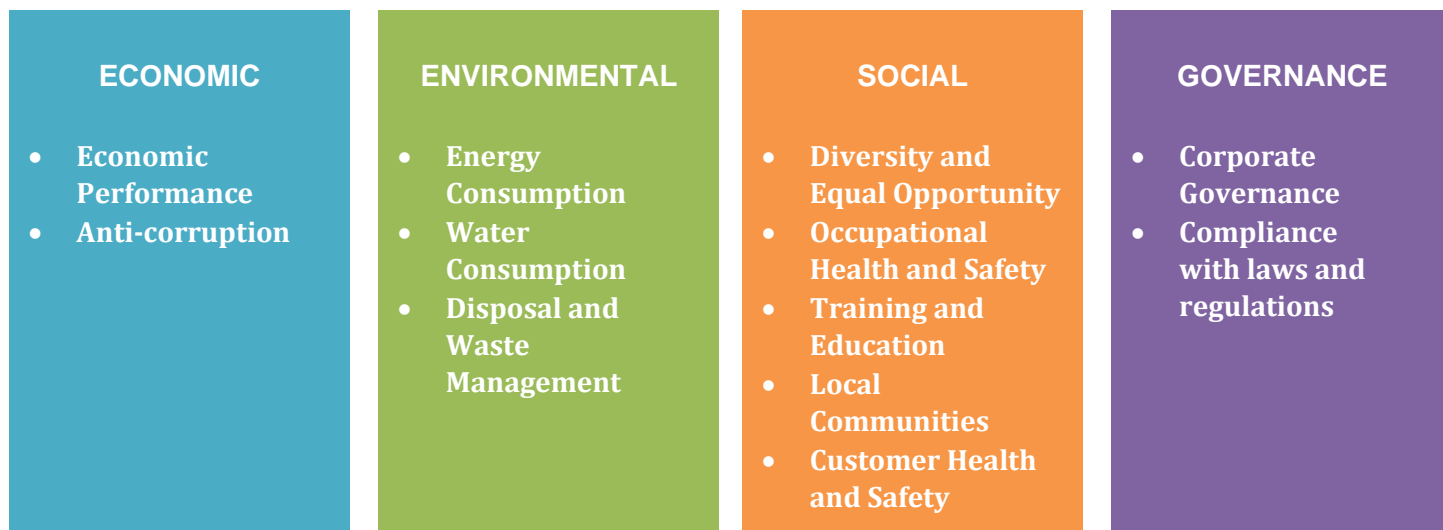 ECONOMIC
• Economic
Performance
• Anti-corruption
ENVIRONMENTAL
• Energy
Consumption
• Water
Consumption
• Disposal and
Waste
Management
SOCIAL
• Diversity and
Equal Opportunity
• Occupational
Health and Safety
• Training and
Education
• Local
Communities
• Customer Health
and Safety
GOVERNANCE
• Corporate
Governance
• Compliance
with laws and
regulations